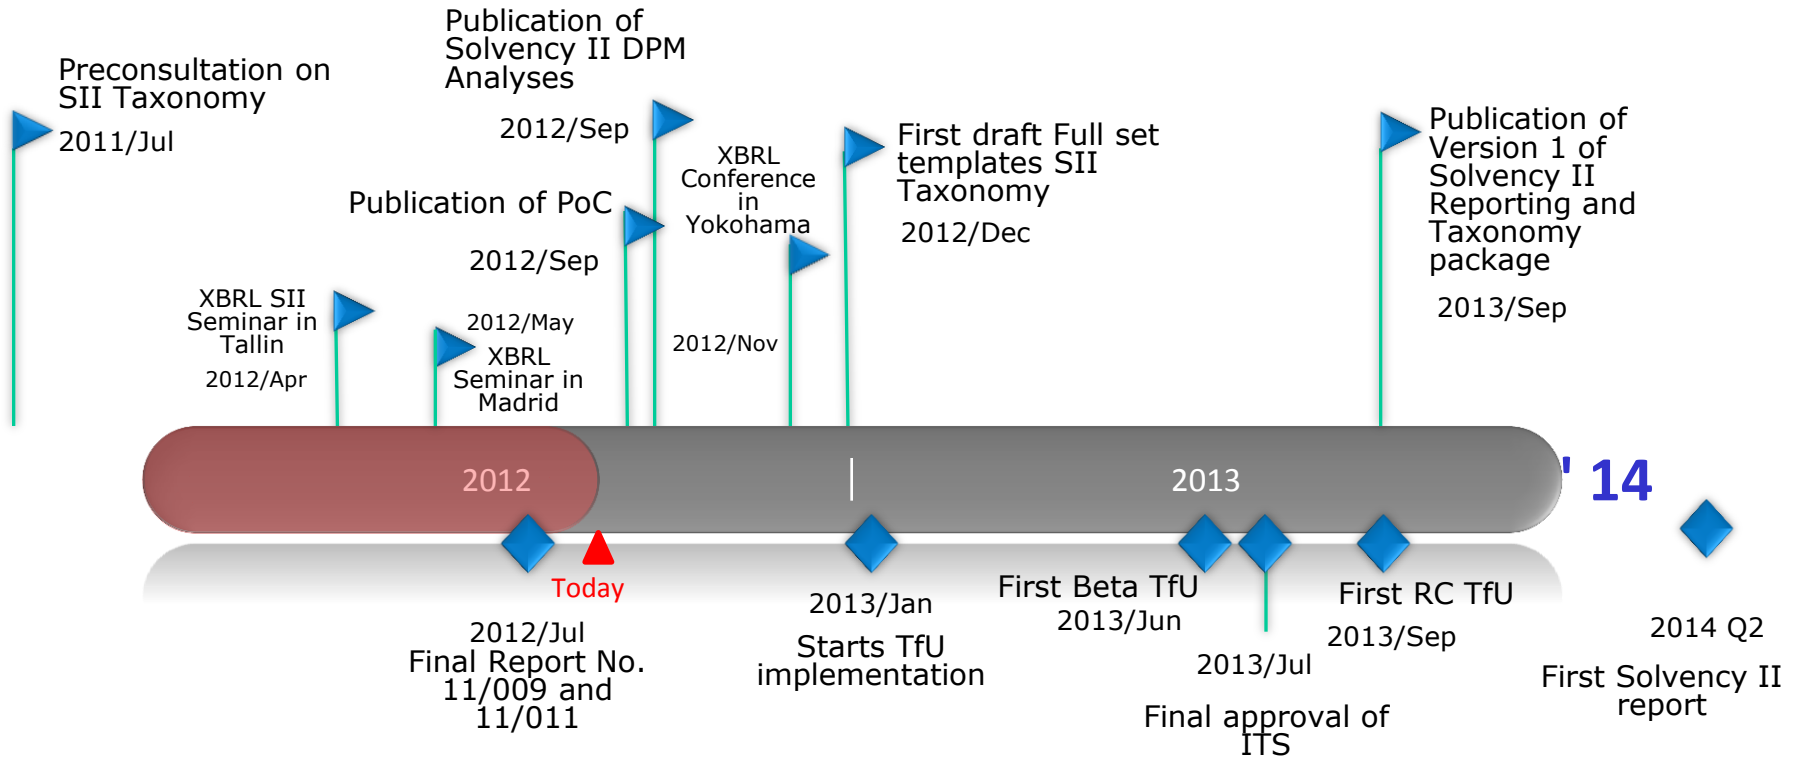 Publication of
Solvency II DPM
Analyses
2012/Sep
Preconsultation on
SII Taxonomy
2011/Jul
Publication of PoC
2012/Sep
XBRL
Conference
in
Yokohama
2012/Nov
First draft Full set
templates SII
Taxonomy
2012/Dec
Publication of
Version 1 of
Solvency II
Reporting and
Taxonomy
package
2013/Sep
XBRL SII
Seminar in
Tallin
2012/Apr
2012/May
XBRL
Seminar in
Madrid
2012
|
2013
' 14
Today
2012/Jul
Final Report No.
11/009 and
11/011
2013/Jan
Starts TfU
implementation
First Beta TfU
2013/Jun
2013/Jul
Final approval of
ITS
First RC TfU
2013/Sep
2014 Q2
First Solvency II
report